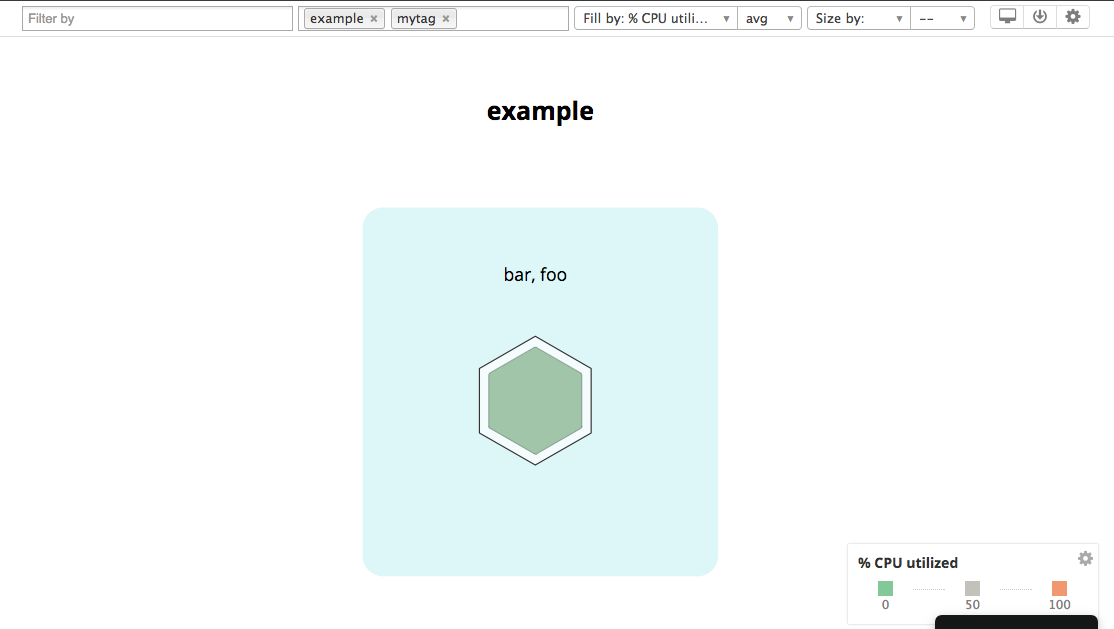 Filter by example × mytag × Fill by: % CPU utili... ▼ avg ▼ Size by: ▼ -- ▼
example
bar, foo
% CPU utilized
0 50 100